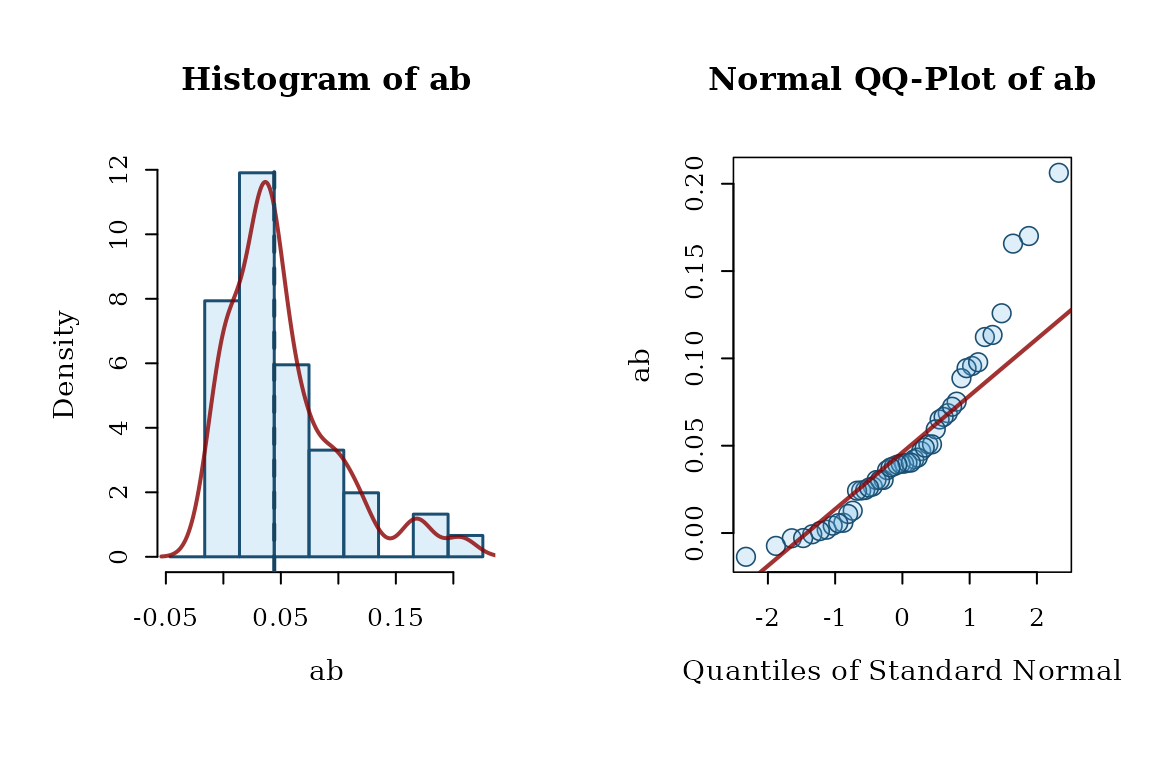 Histogram of ab
Density
0 2 4 6 8 10 12
-0.05 0.05 0.15
ab
Normal QQ-Plot of ab
ab
0.00 0.05 0.10 0.15 0.20
-2 -1 0 1 2
Quantiles of Standard Normal